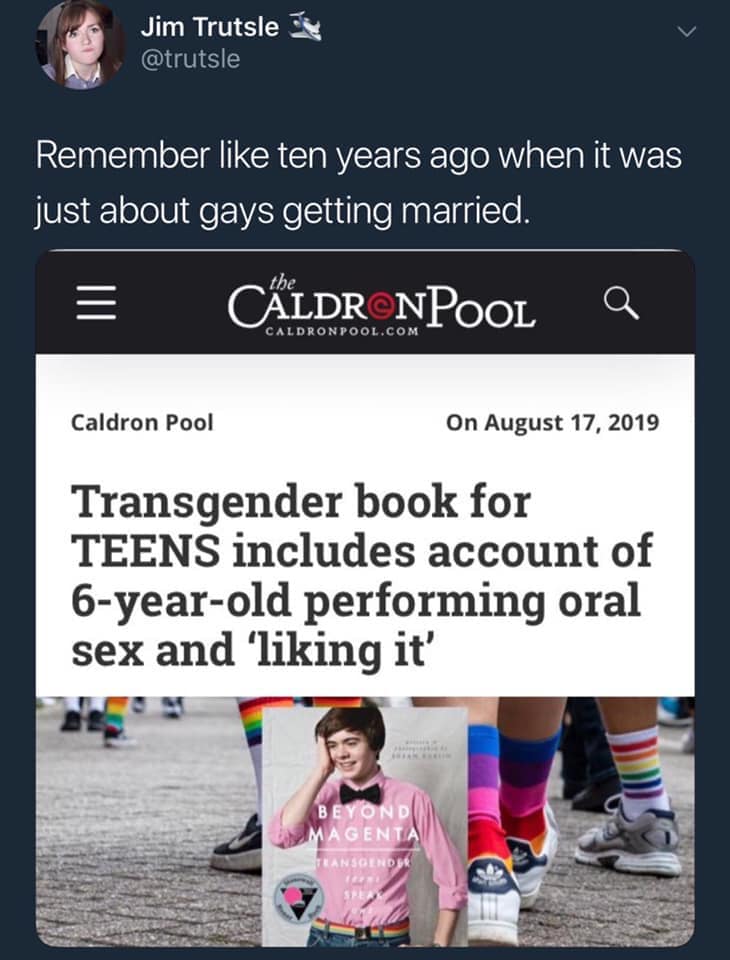 Jim Trutsle
@trutsle
Remember like ten years ago when it was
just about gays getting married.
the
CALDRONPOOL
CALDRONPOOL.COM
Caldron Pool
On August 17, 2019
Transgender book for
TEENS includes account of
6-year-old performing oral
sex and ‘liking it’
BEYOND
MAGENTA
TRANSGENDER
teens
SPEAK
OUT